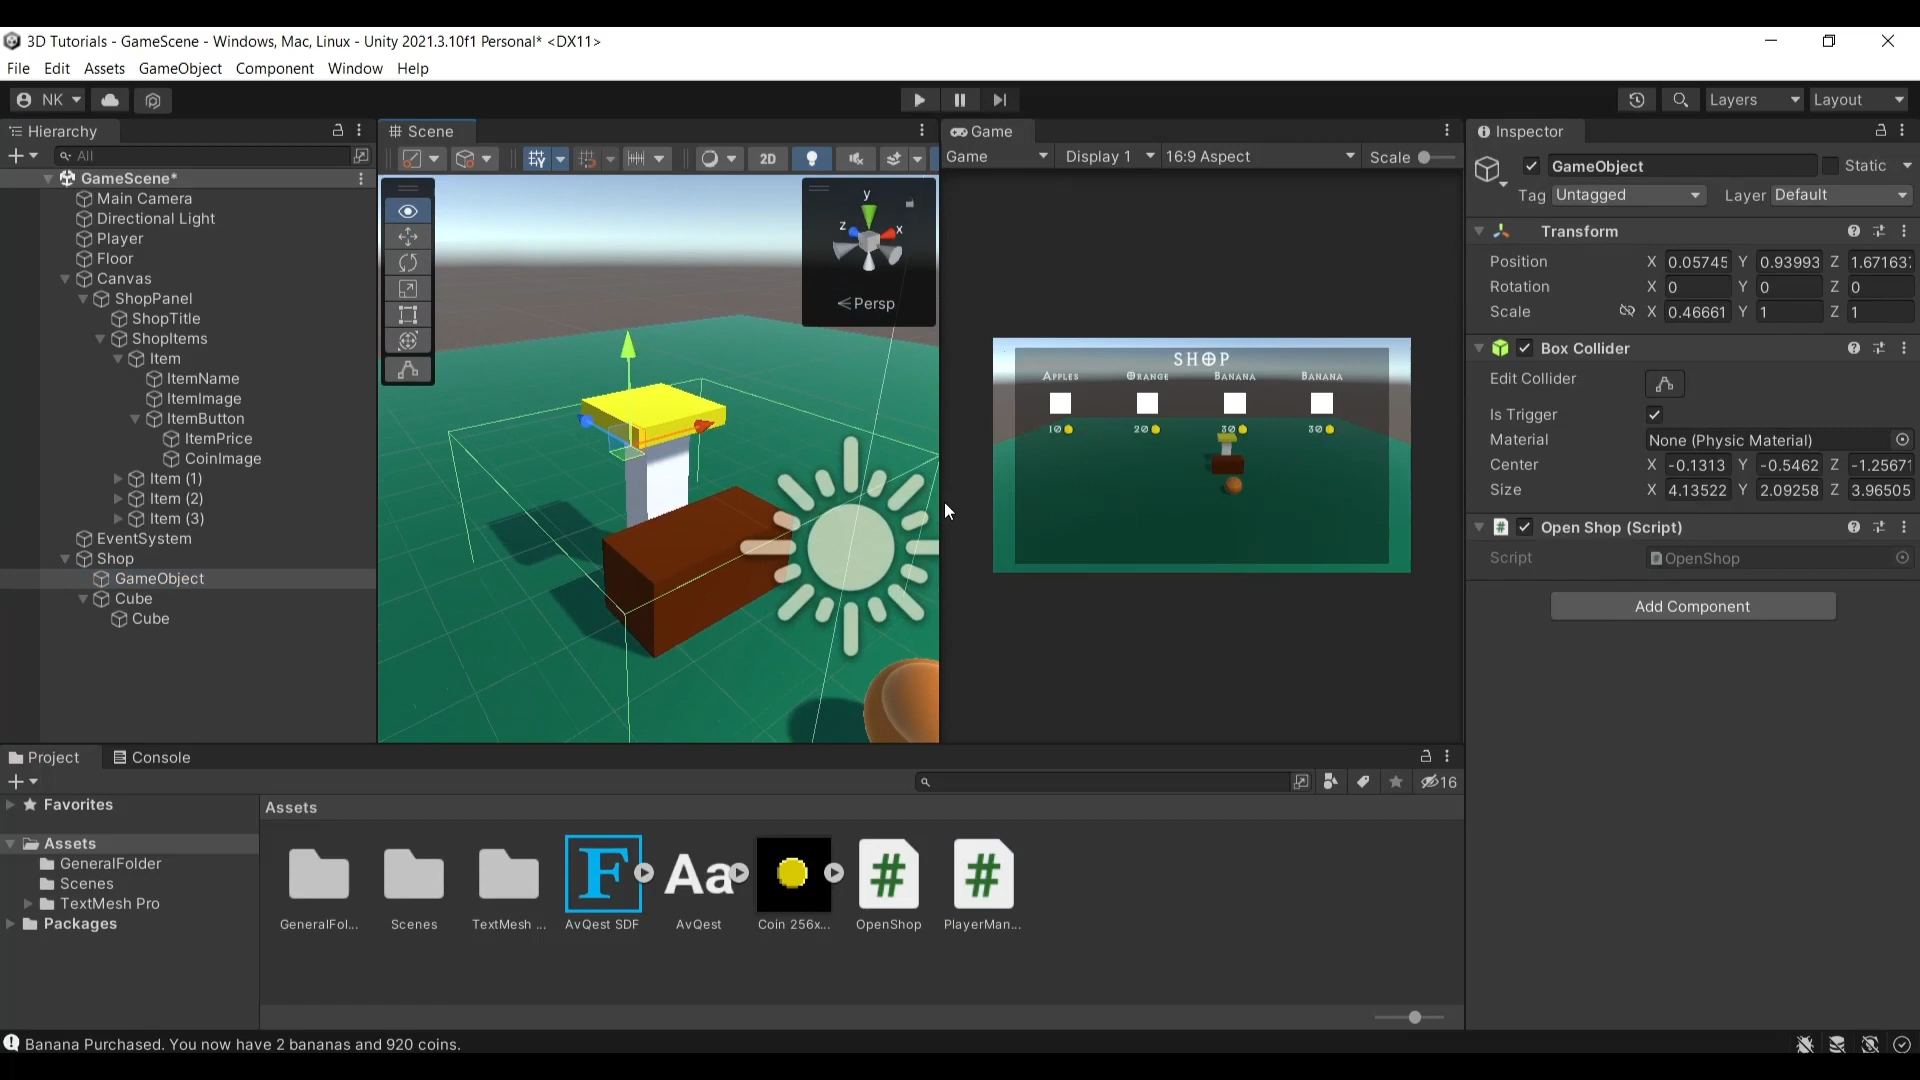 3D Tutorials - GameScene - Windows, Mac, Linux - Unity 2021.3.10f1 Personal* <DX11>
File Edit Assets GameObject Component Window Help
NK
Layers
Layout
Hierarchy
All
GameScene*
Main Camera
Directional Light
Player
Floor
Canvas
ShopPanel
ShopTitle
ShopItems
Item
ItemName
ItemImage
ItemButton
ItemPrice
CoinImage
Item (1)
Item (2)
Item (3)
EventSystem
Shop
GameObject
Cube
Cube
Scene
2D
y
z
x
Persp
Game
Game Display 1 16:9 Aspect Scale
SHOP
Apples Orange Banana Banana
10 20 30 30
Inspector
GameObject Static
Tag Untagged Layer Default
Transform
Position X 0.05745 Y 0.93993 Z 1.67163
Rotation X 0 Y 0 Z 0
Scale X 0.46661 Y 1 Z 1
Box Collider
Edit Collider
Is Trigger
Material None (Physic Material)
Center X -0.1313 Y -0.5462 Z -1.25671
Size X 4.13522 Y 2.09258 Z 3.96505
Open Shop (Script)
Script OpenShop
Add Component
Project Console
16
Favorites
Assets
GeneralFolder
Scenes
TextMesh Pro
Packages
Assets
F Aa # #
GeneralFol... Scenes TextMesh ... AvQest SDF AvQest Coin 256x... OpenShop PlayerMan...
Banana Purchased. You now have 2 bananas and 920 coins.